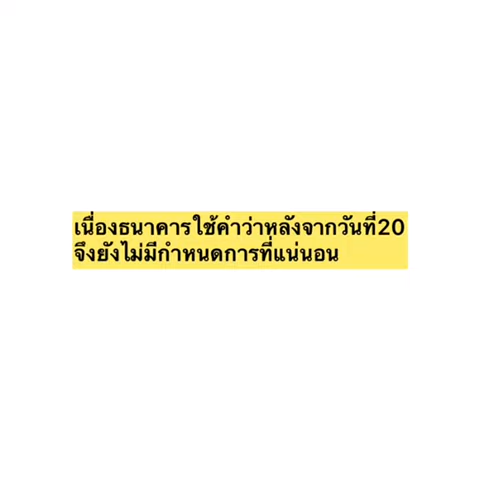 เนื่องธนาคารใช้คำว่าหลังจากวันที่20
จึงยังไม่มีกำหนดการที่แน่นอน